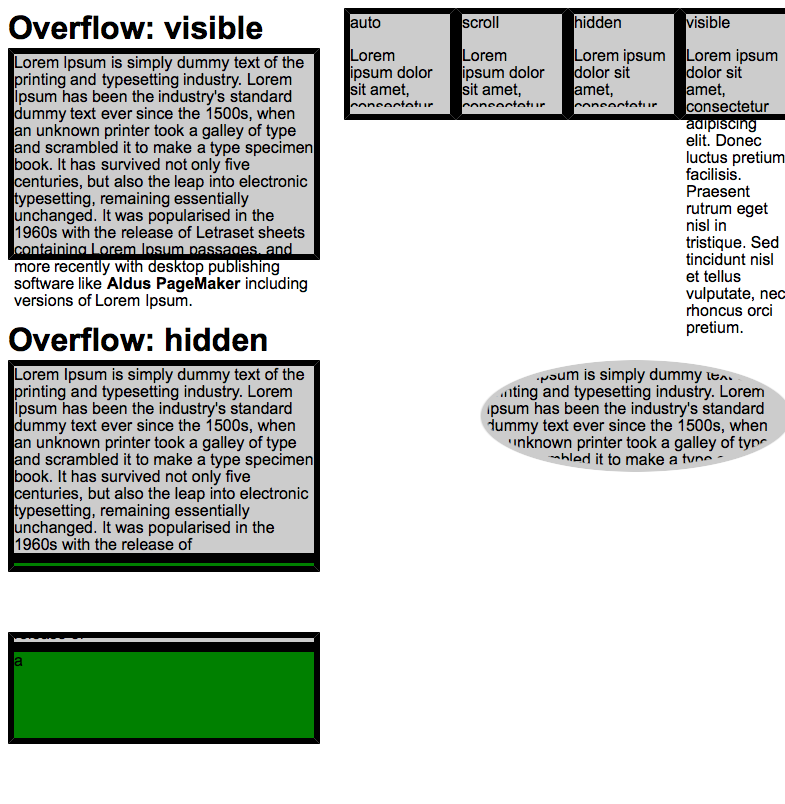 Overflow: visible
Lorem Ipsum is simply dummy text of the
printing and typesetting industry. Lorem
Ipsum has been the industry's standard
dummy text ever since the 1500s, when
an unknown printer took a galley of type
and scrambled it to make a type specimen
book. It has survived not only five
centuries, but also the leap into electronic
typesetting, remaining essentially
unchanged. It was popularised in the
1960s with the release of Letraset sheets
containing Lorem Ipsum passages, and
more recently with desktop publishing
software like Aldus PageMaker including
versions of Lorem Ipsum.
Overflow: hidden
Lorem Ipsum is simply dummy text of the
printing and typesetting industry. Lorem
Ipsum has been the industry's standard
dummy text ever since the 1500s, when
an unknown printer took a galley of type
and scrambled it to make a type specimen
book. It has survived not only five
centuries, but also the leap into electronic
typesetting, remaining essentially
unchanged. It was popularised in the
1960s with the release of
a
auto
Lorem
ipsum dolor
sit amet,
consectetur
scroll
Lorem
ipsum dolor
sit amet,
consectetur
hidden
Lorem ipsum
dolor sit
amet,
consectetur
visible
Lorem ipsum
dolor sit
amet,
consectetur
adipiscing
elit. Donec
luctus pretium
facilisis.
Praesent
rutrum eget
nisl in
tristique. Sed
tincidunt nisl
et tellus
vulputate, nec
rhoncus orci
pretium.
ipsum is simply dummy text
printing and typesetting industry. Lorem
Ipsum has been the industry's standard
dummy text ever since the 1500s, when
unknown printer took a galley of type
it to make a type